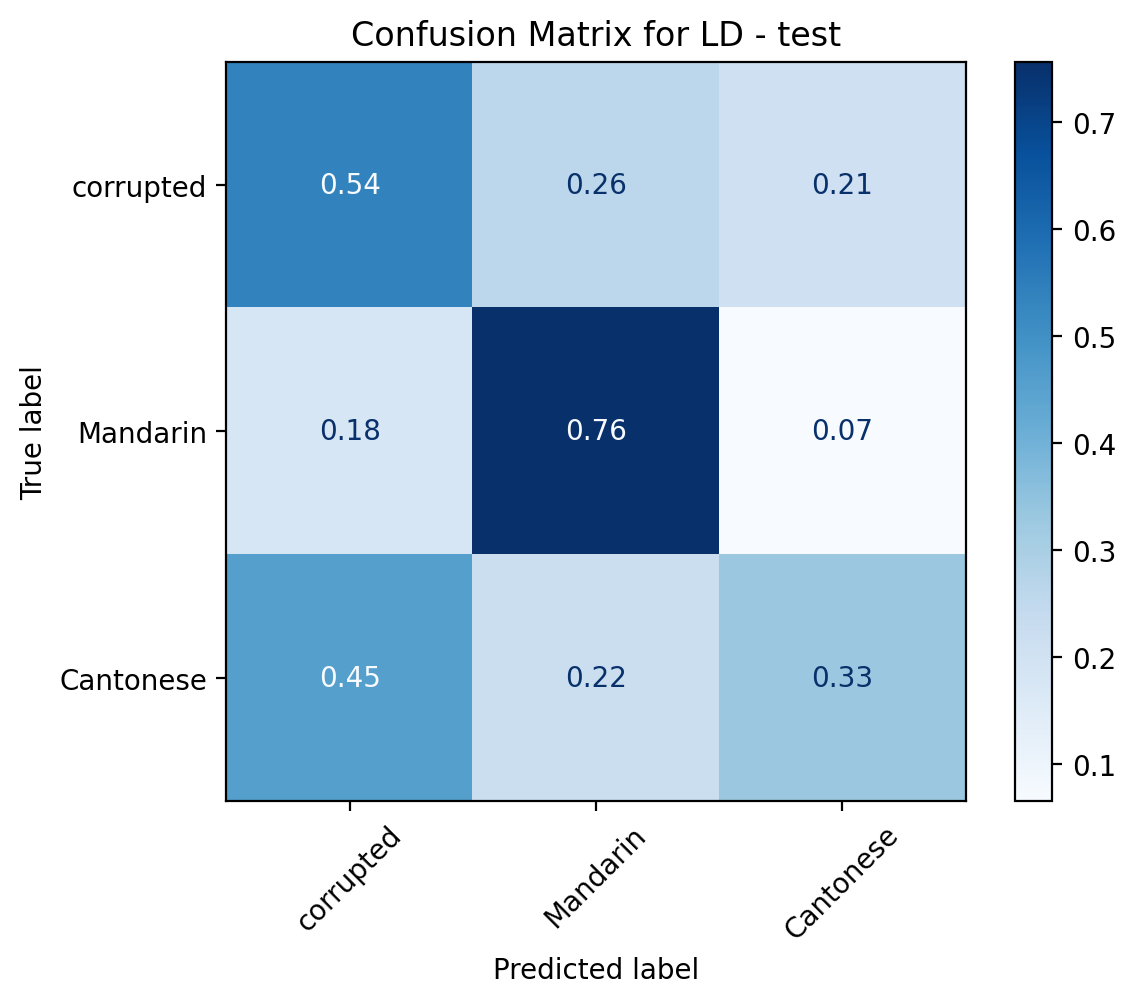 Confusion Matrix for LD - test
corrupted 0.54 0.26 0.21
Mandarin 0.18 0.76 0.07
Cantonese 0.45 0.22 0.33
True label
corrupted Mandarin Cantonese
Predicted label
0.7
0.6
0.5
0.4
0.3
0.2
0.1